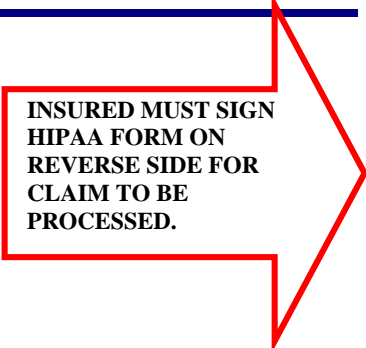 INSURED MUST SIGN
HIPAA FORM ON
REVERSE SIDE FOR
CLAIM TO BE
PROCESSED.